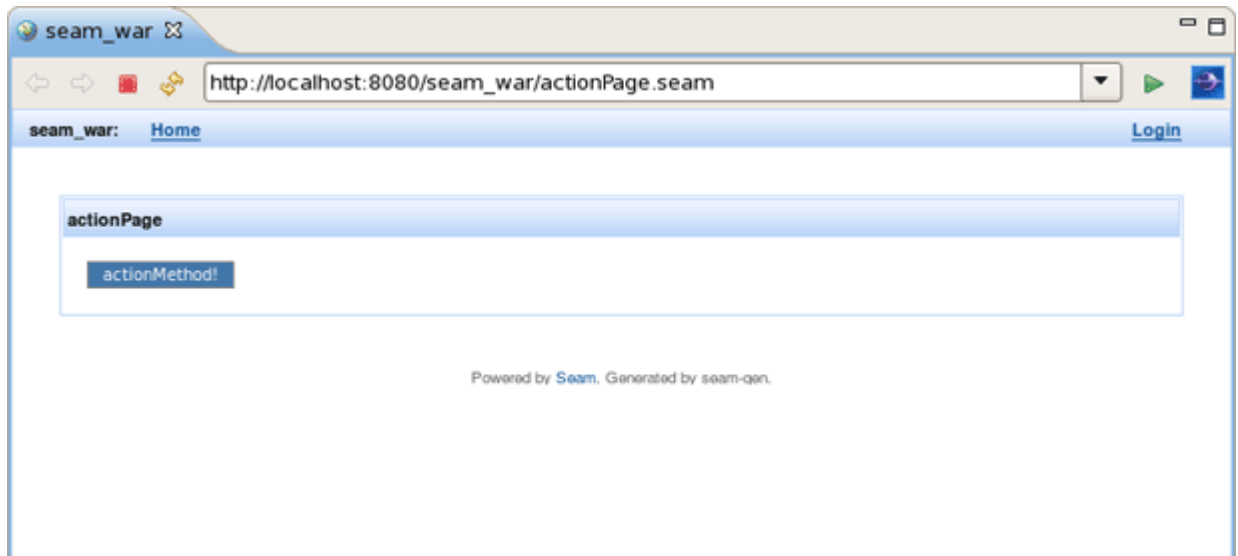 seam_war
http://localhost:8080/seam_war/actionPage.seam
seam_war: Home Login
actionPage
actionMethod!
Powered by Seam. Generated by seam-gen.